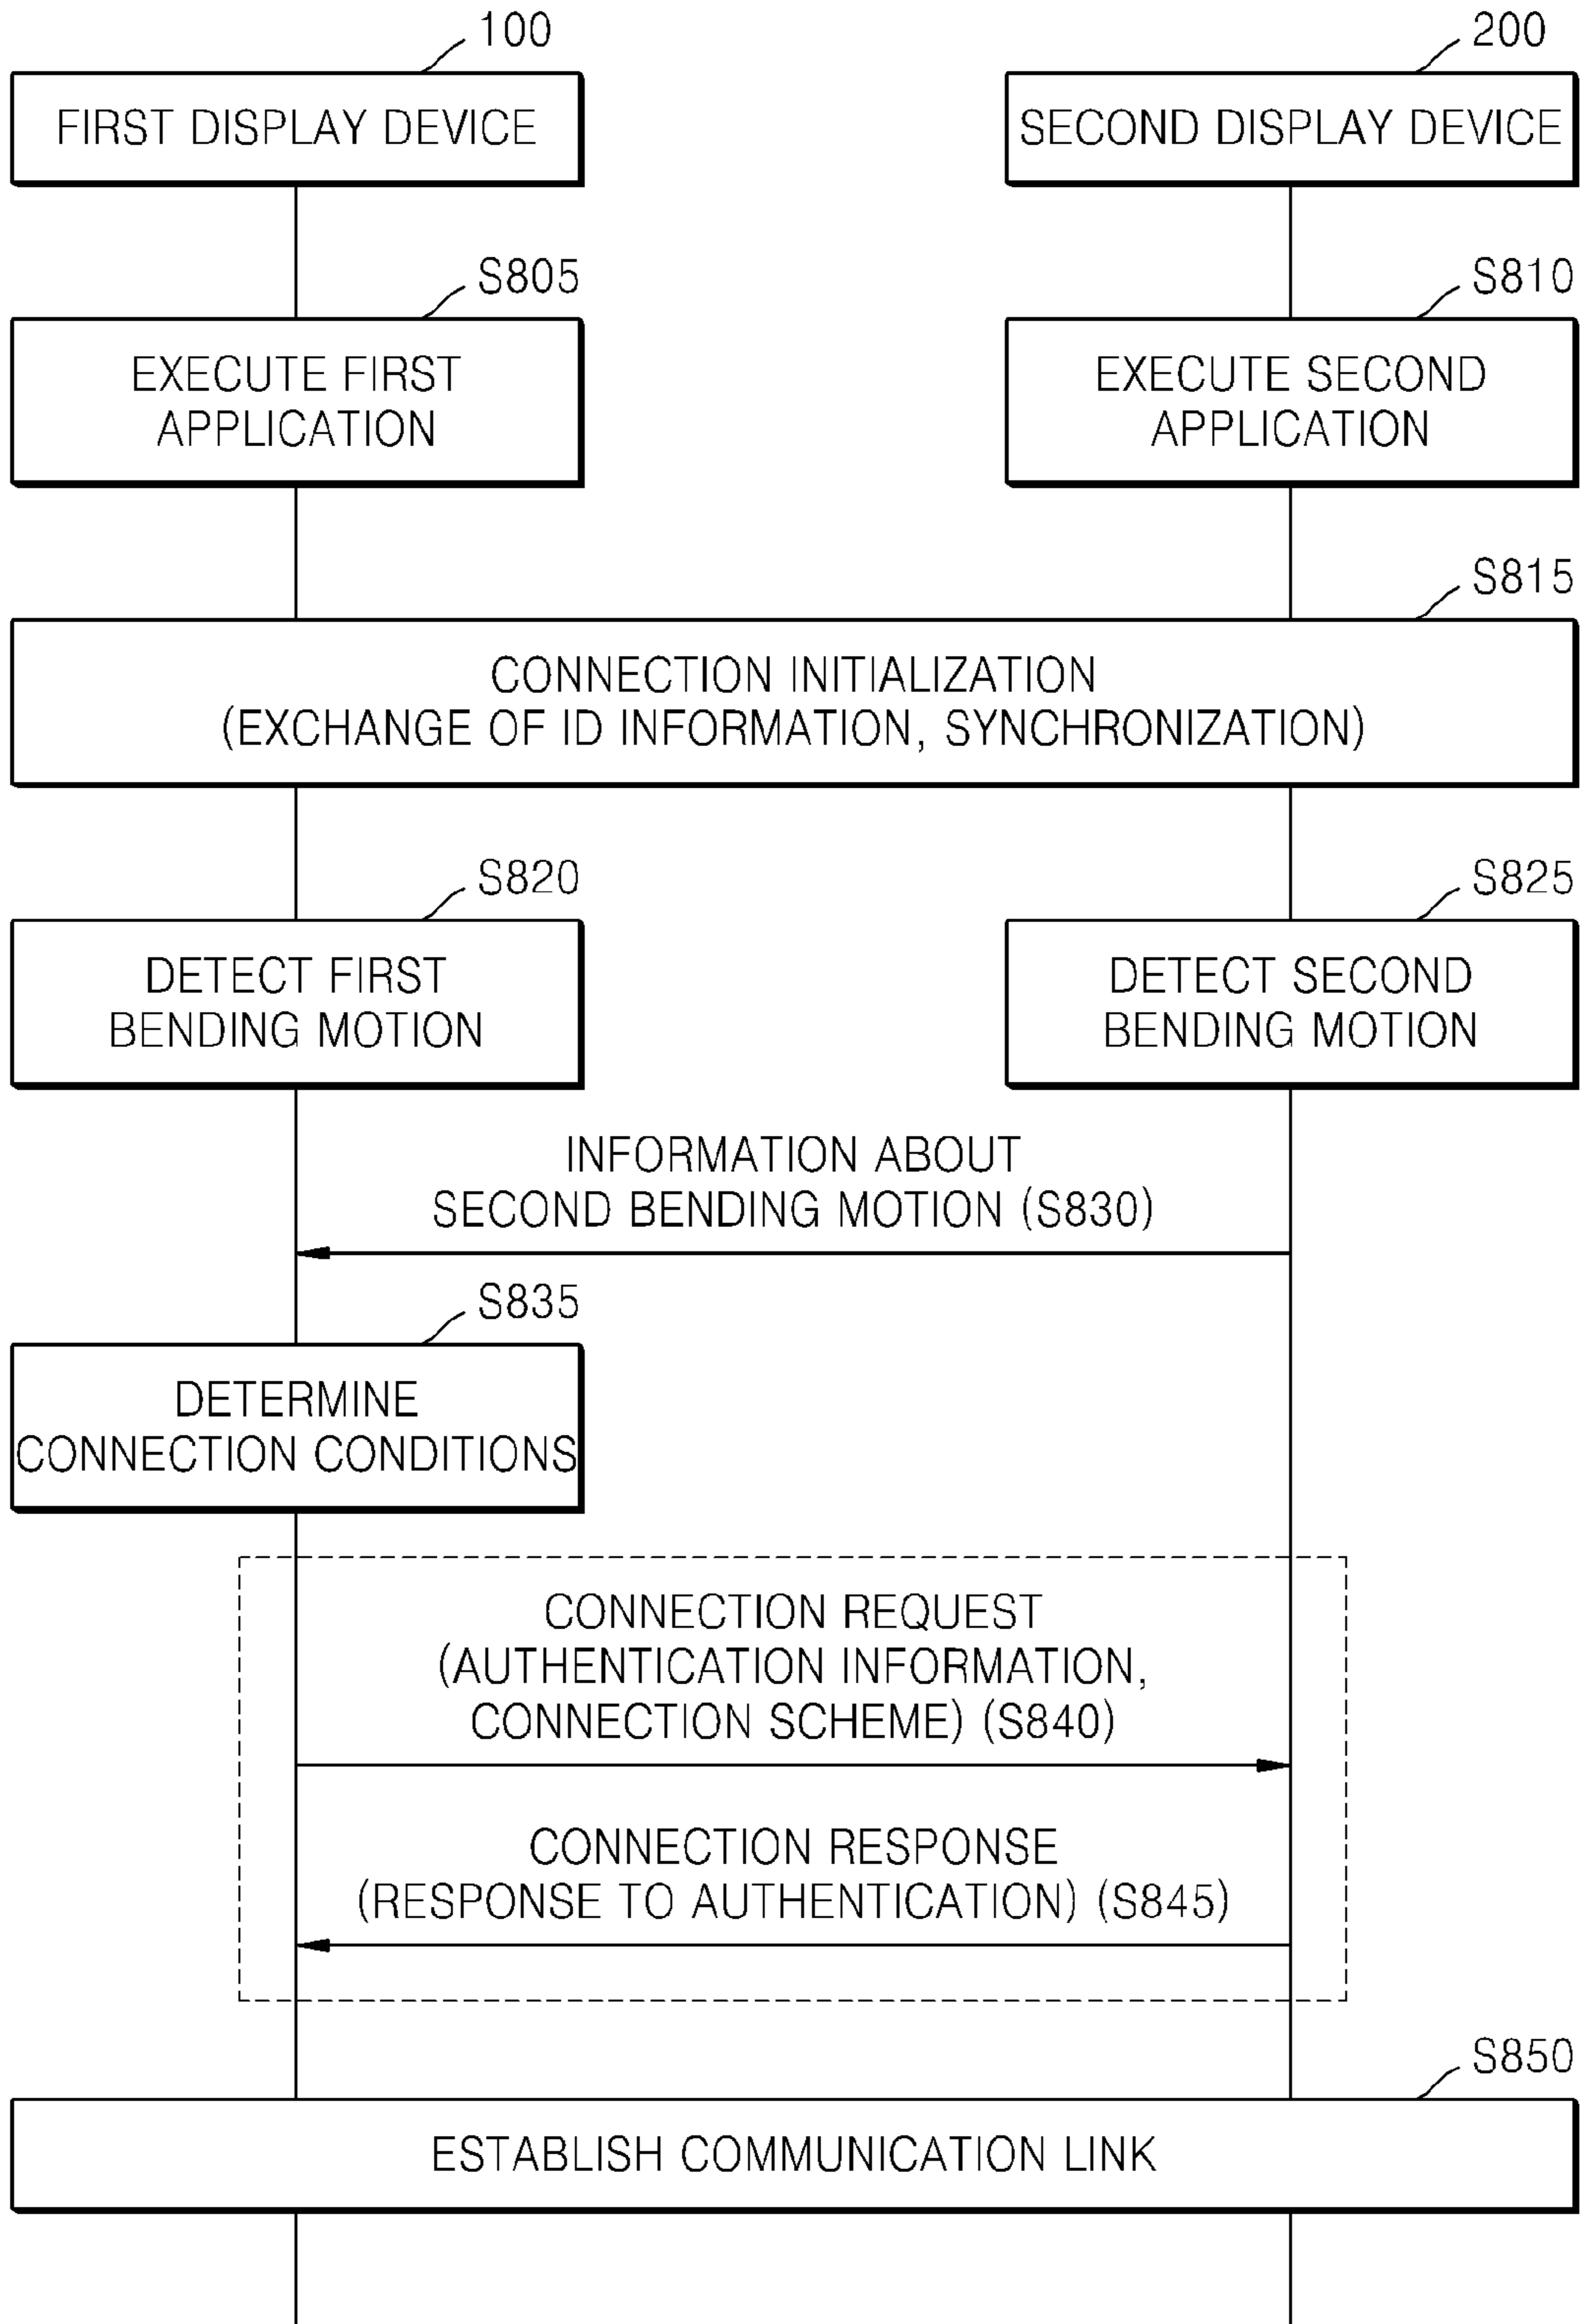 100
200
FIRST DISPLAY DEVICE
SECOND DISPLAY DEVICE
S805
S810
EXECUTE FIRST
APPLICATION
EXECUTE SECOND
APPLICATION
S815
CONNECTION INITIALIZATION
(EXCHANGE OF ID INFORMATION, SYNCHRONIZATION)
S820
S825
DETECT FIRST
BENDING MOTION
DETECT SECOND
BENDING MOTION
INFORMATION ABOUT
SECOND BENDING MOTION (S830)
S835
DETERMINE
CONNECTION CONDITIONS
CONNECTION REQUEST
(AUTHENTICATION INFORMATION,
CONNECTION SCHEME) (S840)
CONNECTION RESPONSE
(RESPONSE TO AUTHENTICATION) (S845)
S850
ESTABLISH COMMUNICATION LINK